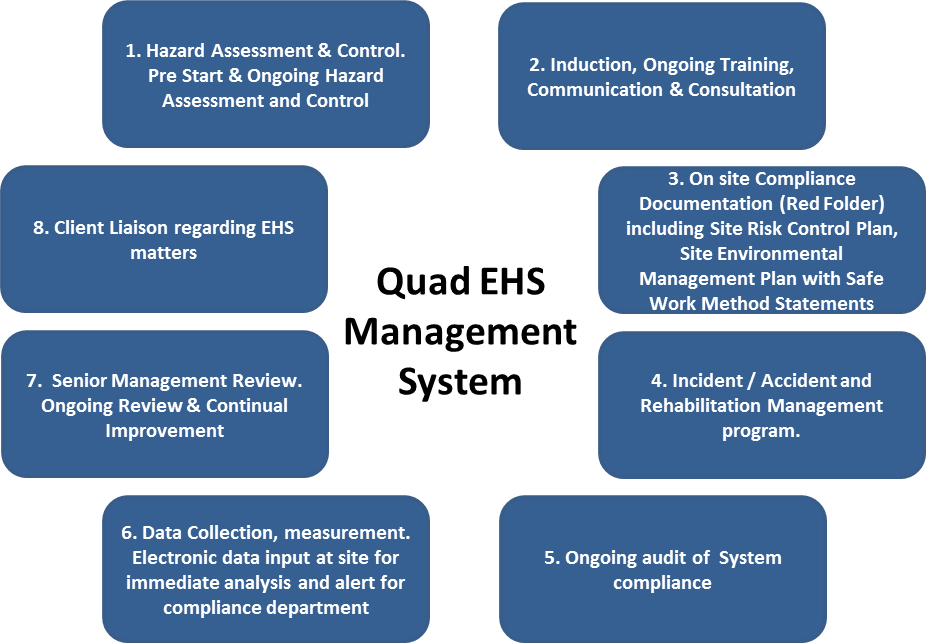 1. Hazard Assessment & Control.
Pre Start & Ongoing Hazard
Assessment and Control
2. Induction, Ongoing Training,
Communication & Consultation
3. On site Compliance
Documentation (Red Folder)
including Site Risk Control Plan,
Site Environmental
Management Plan with Safe
Work Method Statements
4. Incident / Accident and
Rehabilitation Management
program.
5. Ongoing audit of System
compliance
6. Data Collection, measurement.
Electronic data input at site for
immediate analysis and alert for
compliance department
7. Senior Management Review.
Ongoing Review & Continual
Improvement
8. Client Liaison regarding EHS
matters
Quad EHS
Management
System